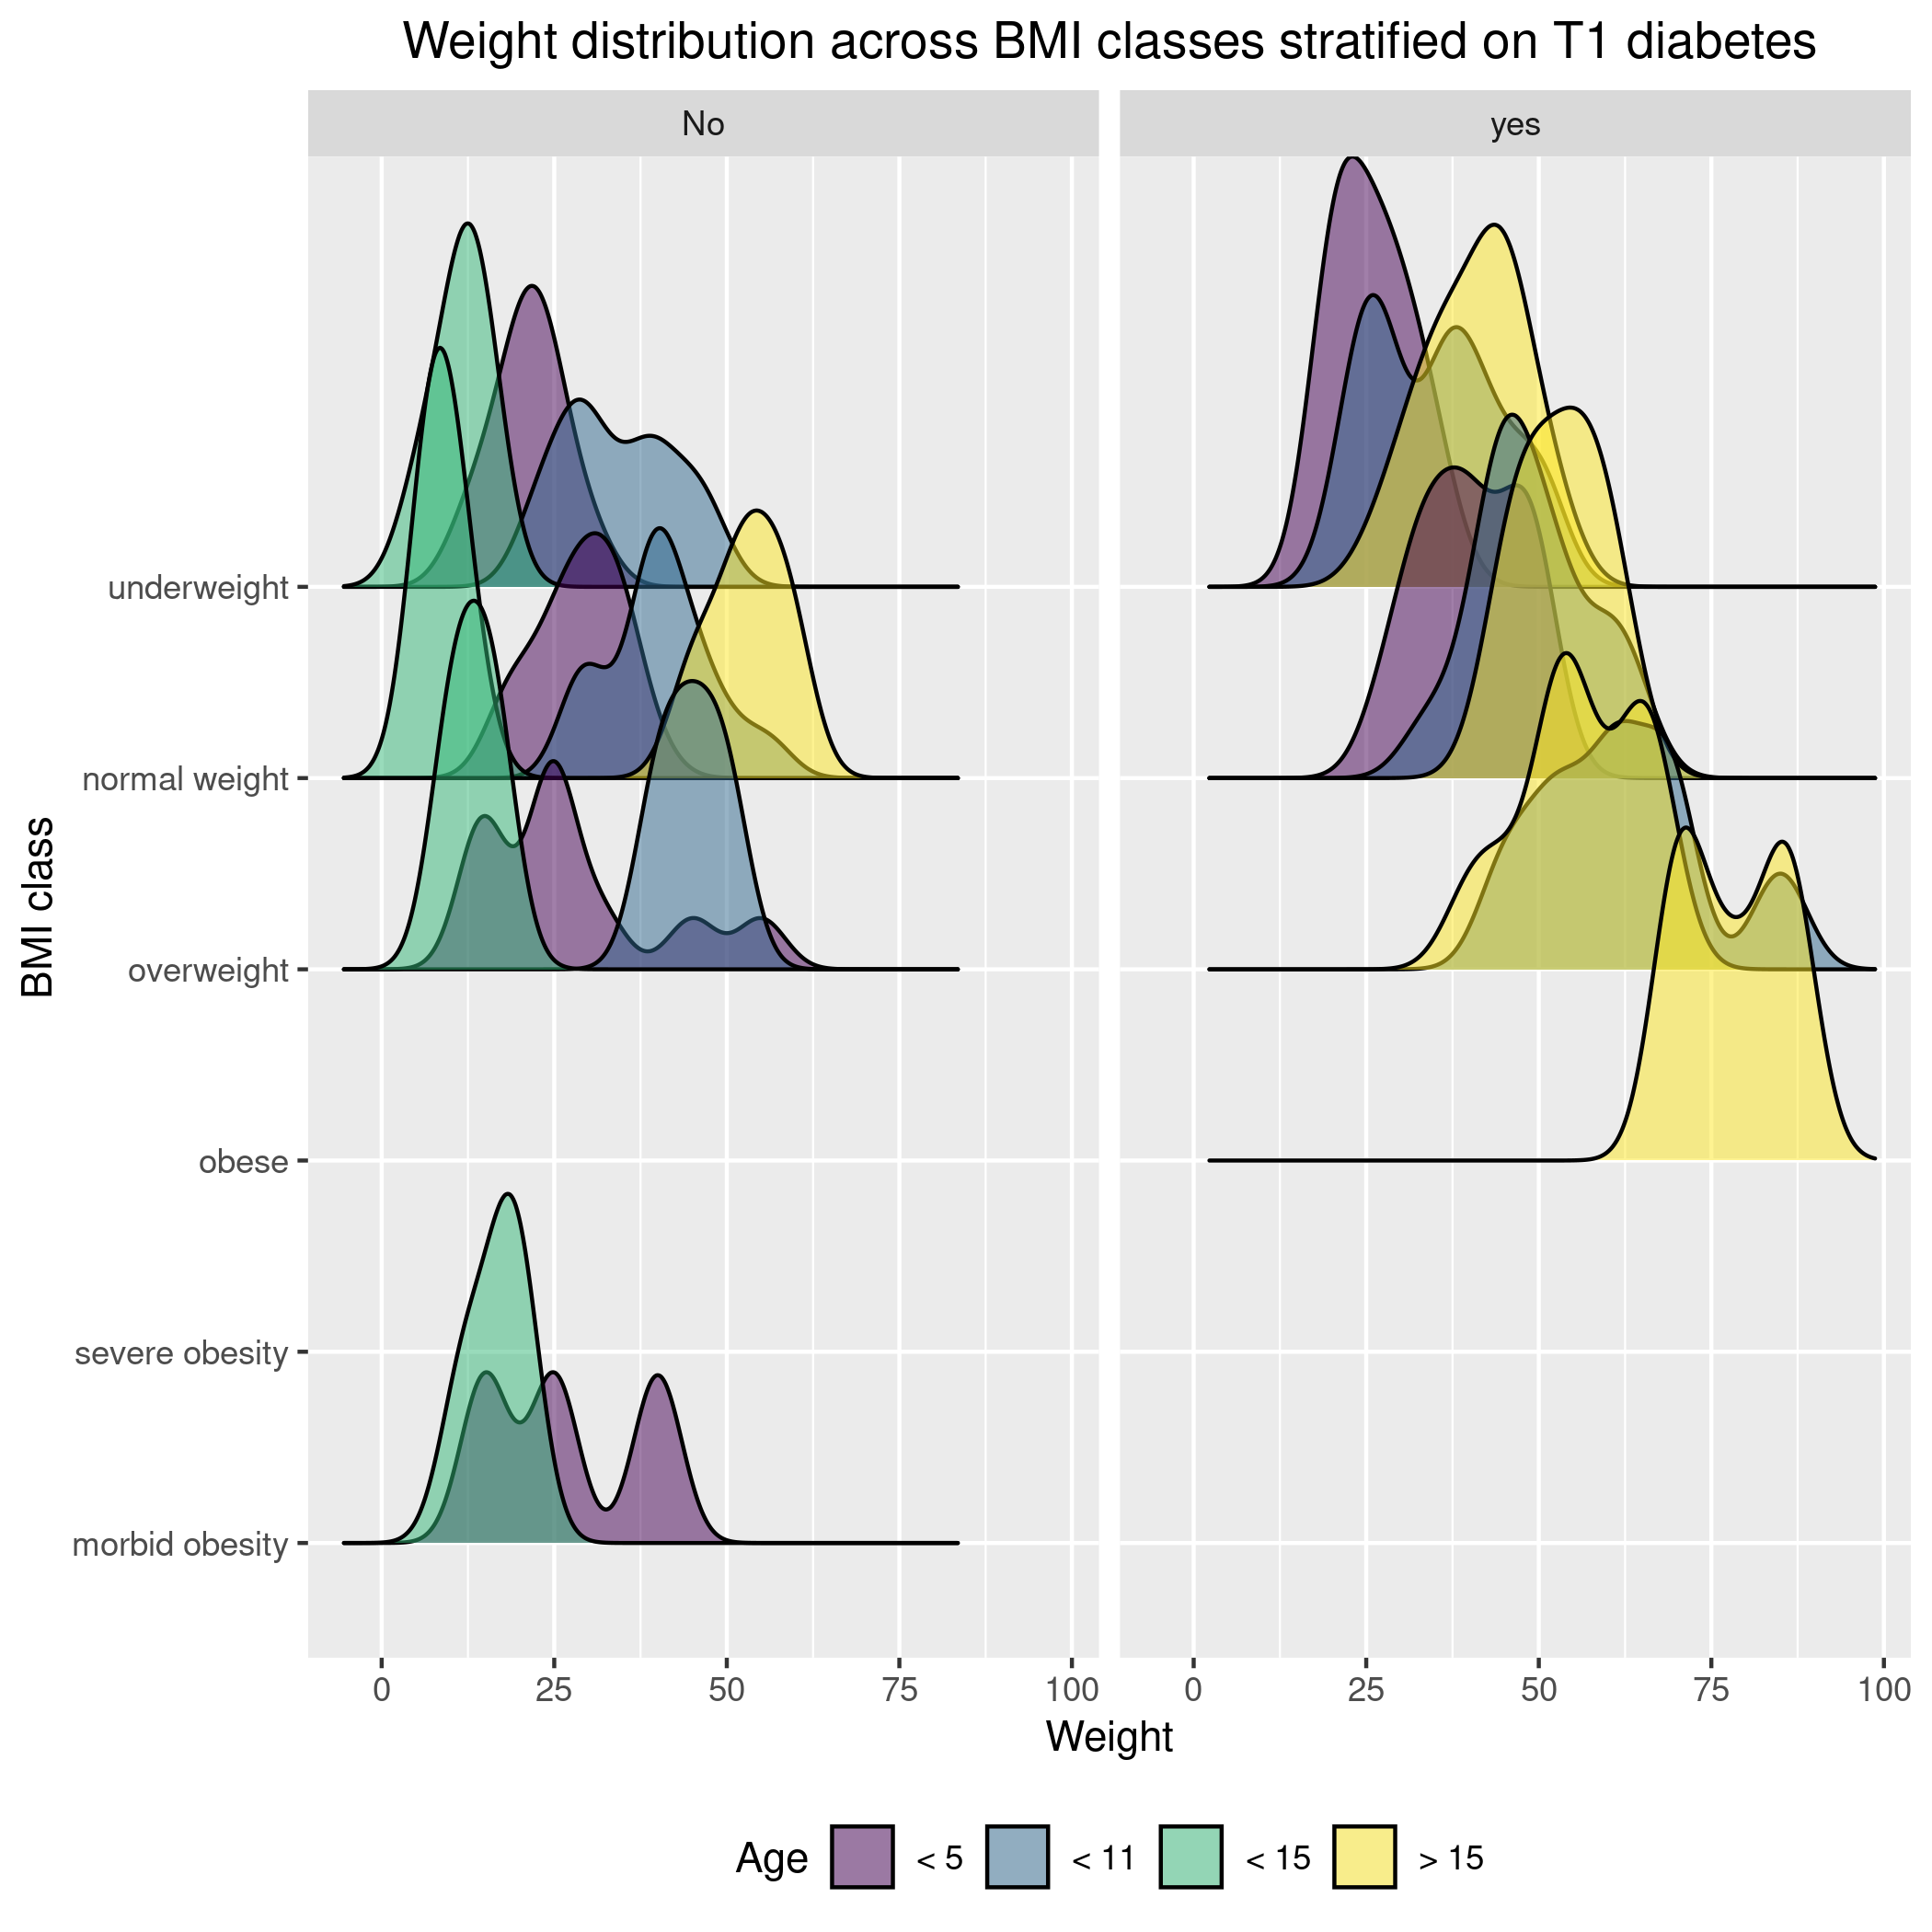 Weight distribution across BMI classes stratified on T1 diabetes
No yes
underweight
normal weight
overweight
obese
severe obesity
morbid obesity
BMI class
0 25 50 75 100 0 25 50 75 100
Weight
Age < 5 < 11 < 15 > 15